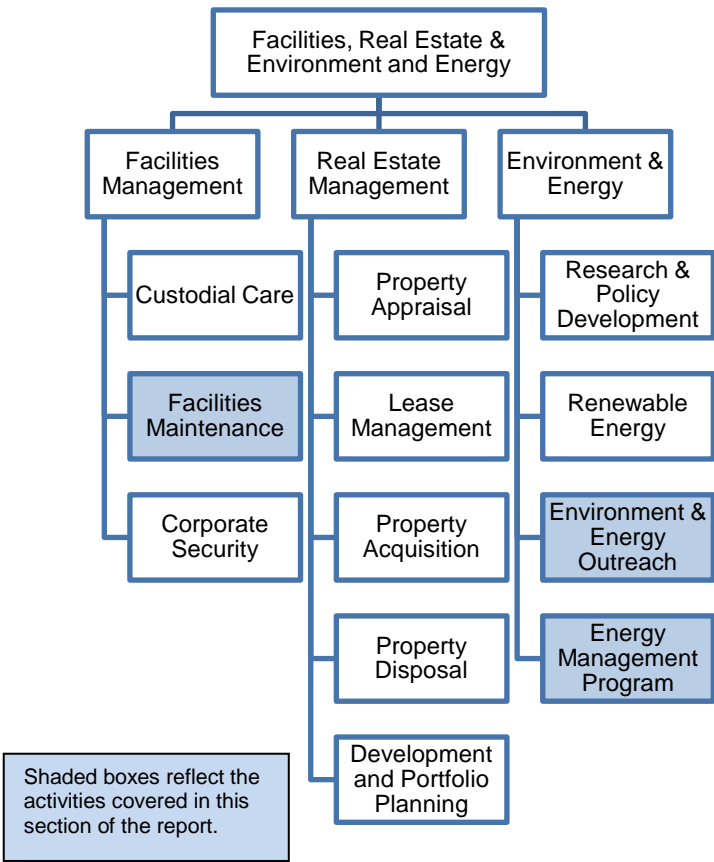 Facilities, Real Estate &
Environment and Energy
Facilities
Management
Real Estate
Management
Environment &
Energy
Custodial Care
Property
Appraisal
Research &
Policy
Development
Facilities
Maintenance
Lease
Management
Renewable
Energy
Corporate
Security
Property
Acquisition
Environment &
Energy
Outreach
Property
Disposal
Energy
Management
Program
Development
and Portfolio
Planning
Shaded boxes reflect the
activities covered in this
section of the report.